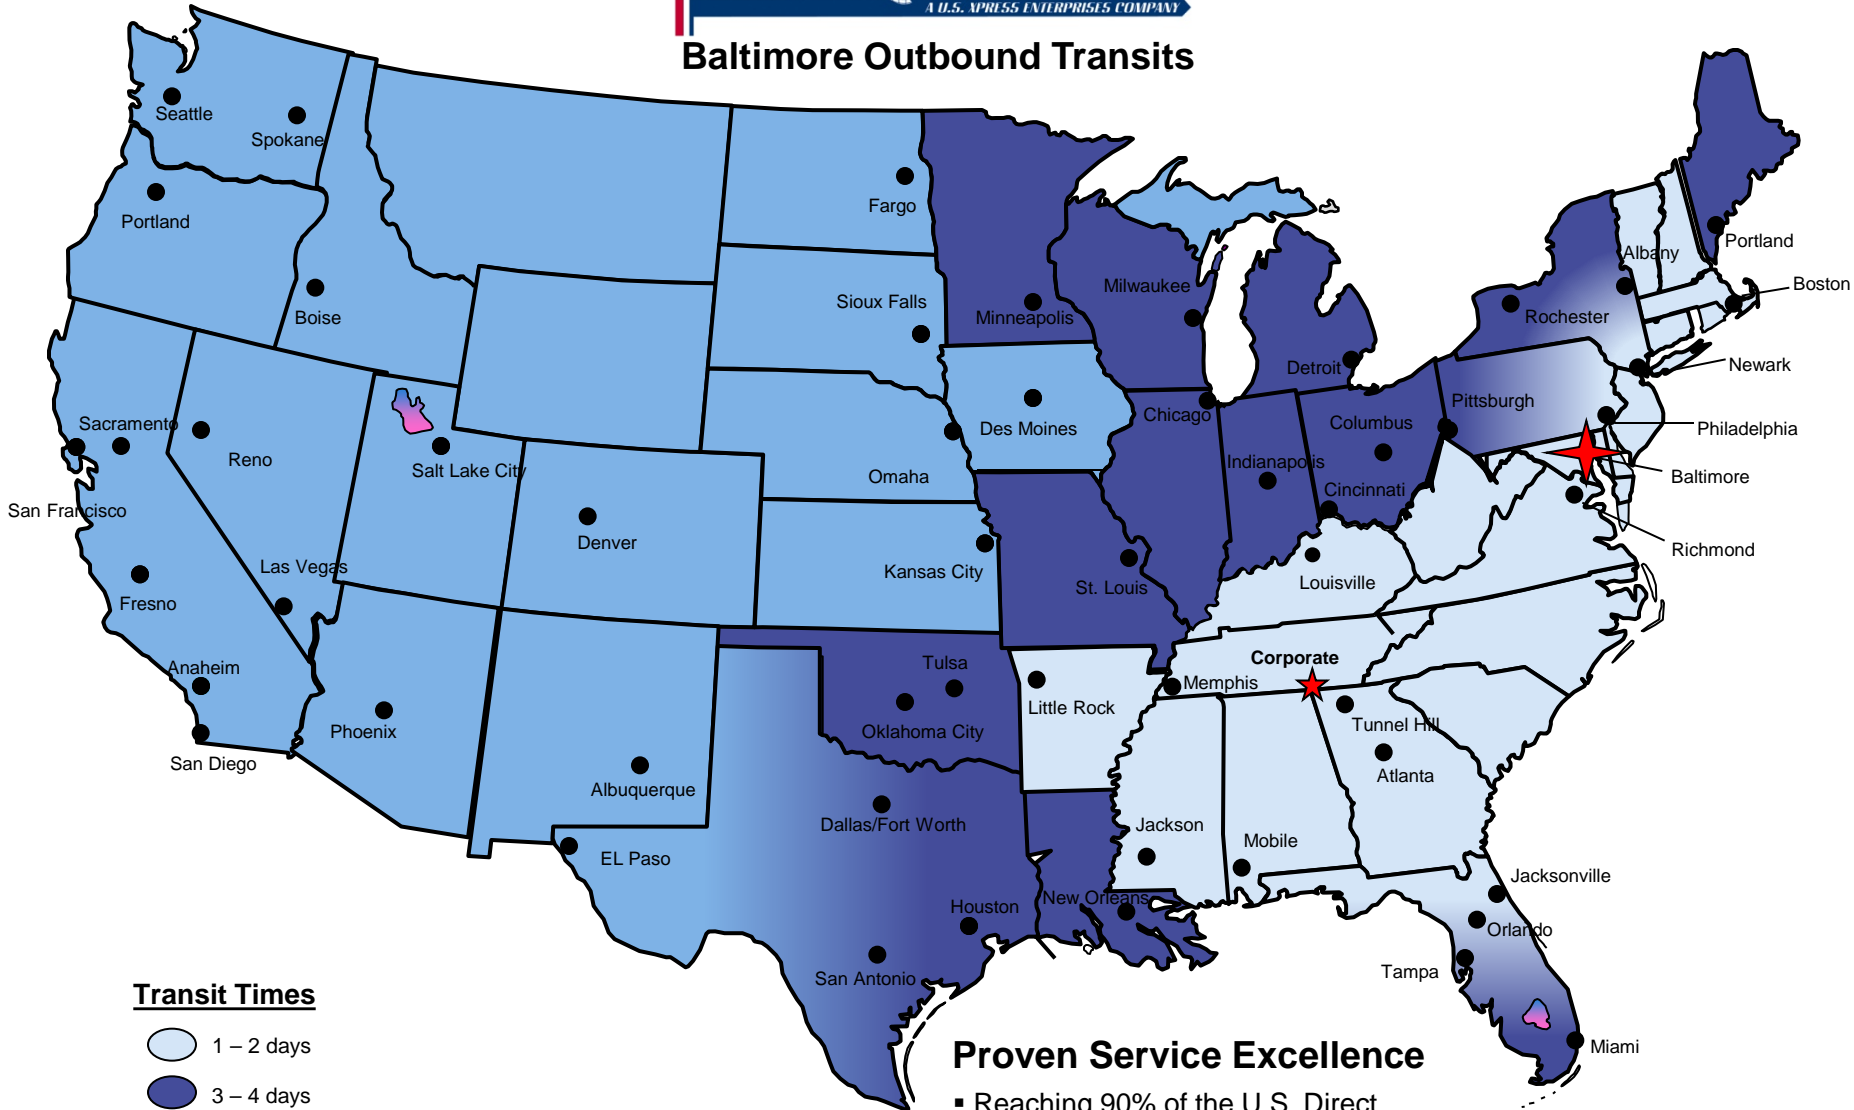 A U.S. XPRESS ENTERPRISES COMPANY
Baltimore Outbound Transits
Seattle
Spokane
Portland
Boise
Fargo
Sioux Falls
Minneapolis
Milwaukee
Albany
Portland
Boston
Rochester
Newark
Detroit
Sacramento
Reno
Salt Lake City
Omaha
Des Moines
Chicago
Columbus
Pittsburgh
Philadelphia
Indianapolis
Cincinnati
Baltimore
San Francisco
Denver
Las Vegas
Fresno
Kansas City
St. Louis
Louisville
Richmond
Anaheim
Phoenix
San Diego
Albuquerque
EL Paso
Tulsa
Oklahoma City
Little Rock
Memphis
Corporate
Tunnel Hill
Atlanta
Dallas/Fort Worth
Jackson
Mobile
Jacksonville
Houston
New Orleans
Orlando
San Antonio
Tampa
Miami
Transit Times
1 – 2 days
3 – 4 days
Proven Service Excellence
▪ Reaching 90% of the U.S. Direct